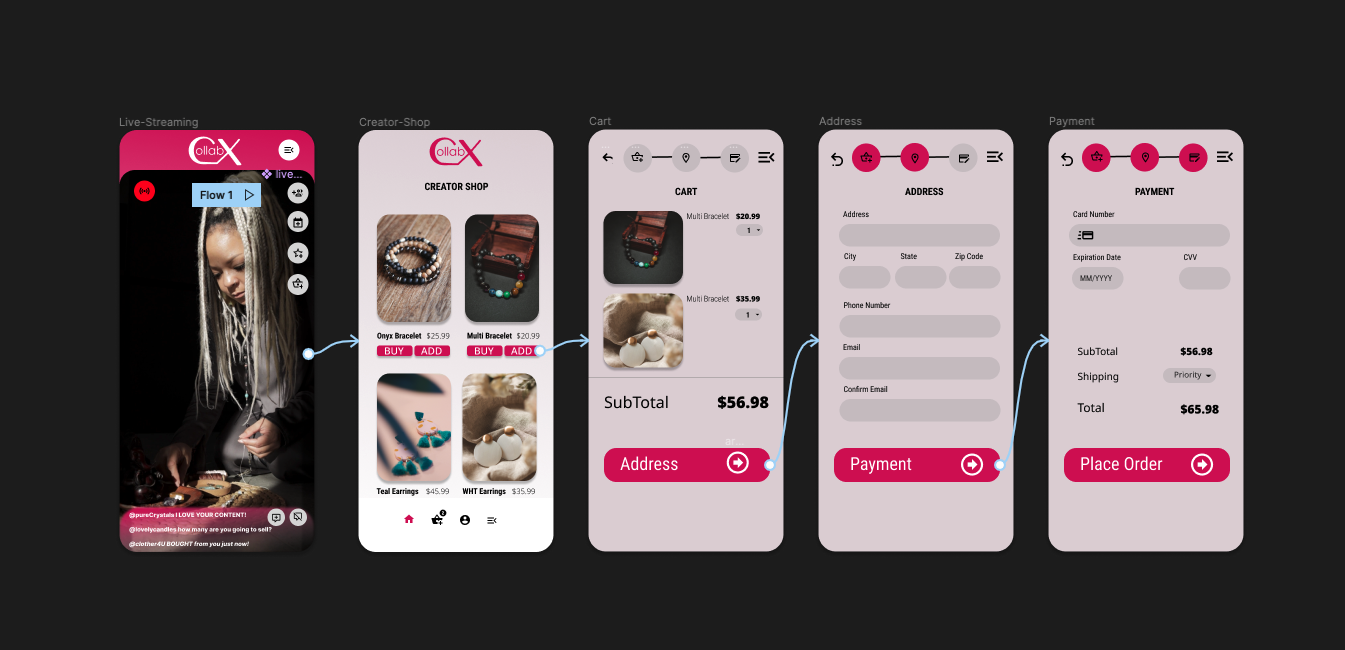 Live-Streaming
CollabX
live...
Flow 1
@pureCrystals I LOVE YOUR CONTENT!
@lovelycandles how many are you going to sell?
@clother4U BOUGHT from you just now!
Creator-Shop
CollabX
CREATOR SHOP
Onyx Bracelet $25.99
BUY ADD
Multi Bracelet $20.99
BUY ADD
Teal Earrings $45.99
WHT Earrings $35.99
2
Cart
CART
Multi Bracelet $20.99
1
Multi Bracelet $35.99
1
SubTotal $56.98
ar...
Address
Address
ADDRESS
Address
City State Zip Code
Phone Number
Email
Confirm Email
Payment
Payment
PAYMENT
Card Number
Expiration Date CVV
MM/YYYY
SubTotal $56.98
Shipping Priority
Total $65.98
Place Order